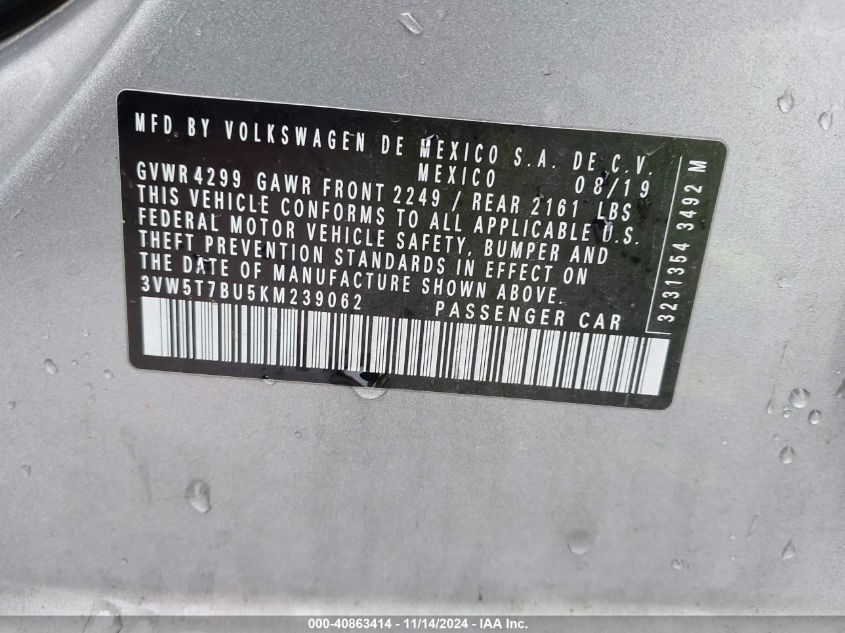 MFD BY VOLKSWAGEN DE MEXICO S.A. DE C.V.
MEXICO 08/19
GVWR 4299 GAWR FRONT 2249 / REAR 2161 LBS
THIS VEHICLE CONFORMS TO ALL APPLICABLE U.S.
FEDERAL MOTOR VEHICLE SAFETY, BUMPER AND
THEFT PREVENTION STANDARDS IN EFFECT ON
THE DATE OF MANUFACTURE SHOWN ABOVE.
3VW5T7BU5KM239062 PASSENGER CAR
3231354 3492 M
000-40863414 - 11/14/2024 - IAA Inc.